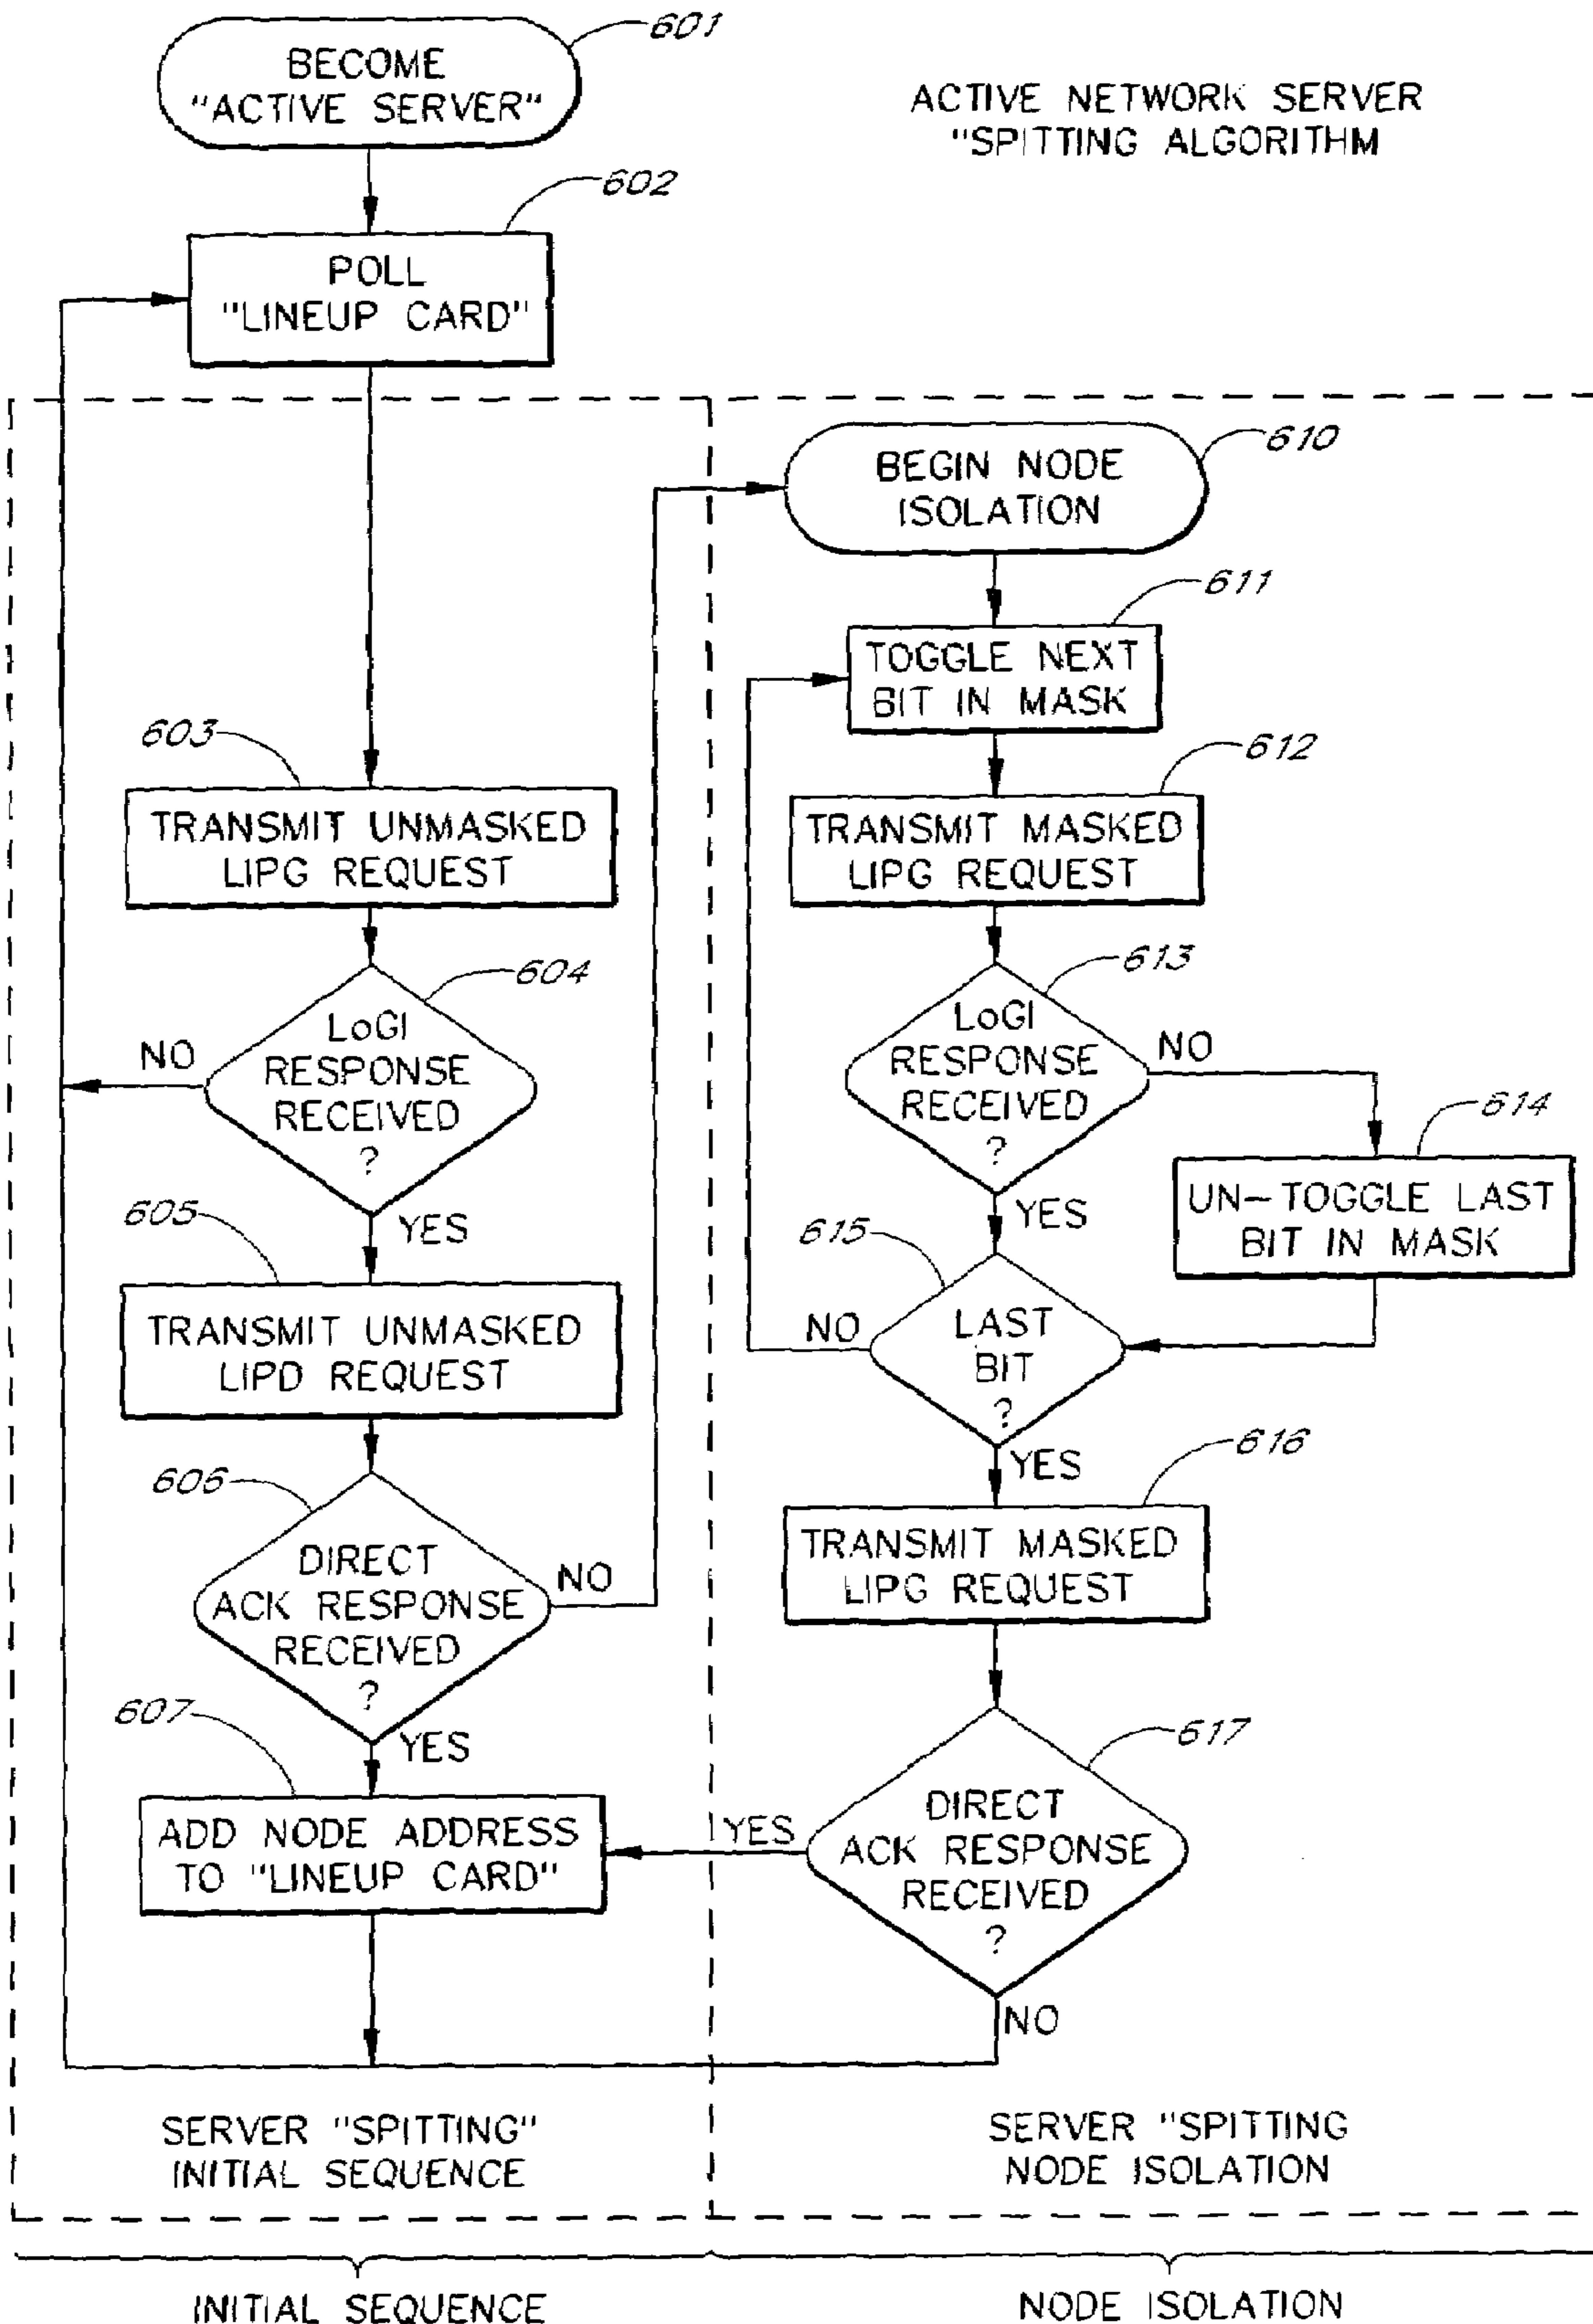 601
BECOME
"ACTIVE SERVER"
ACTIVE NETWORK SERVER
"SPITTING ALGORITHM
602
POLL
"LINEUP CARD"
610
BEGIN NODE
ISOLATION
611
TOGGLE NEXT
BIT IN MASK
603
TRANSMIT UNMASKED
LIPG REQUEST
612
TRANSMIT MASKED
LIPG REQUEST
604
LoGI
RESPONSE
RECEIVED
?
NO
YES
613
LoGI
RESPONSE
RECEIVED
?
NO
YES
614
UN-TOGGLE LAST
BIT IN MASK
605
TRANSMIT UNMASKED
LIPD REQUEST
615
LAST
BIT
?
NO
YES
606
DIRECT
ACK RESPONSE
RECEIVED
?
NO
YES
616
TRANSMIT MASKED
LIPG REQUEST
607
ADD NODE ADDRESS
TO "LINEUP CARD"
617
DIRECT
ACK RESPONSE
RECEIVED
?
YES
NO
SERVER "SPITTING"
INITIAL SEQUENCE
SERVER "SPITTING
NODE ISOLATION
INITIAL SEQUENCE
NODE ISOLATION